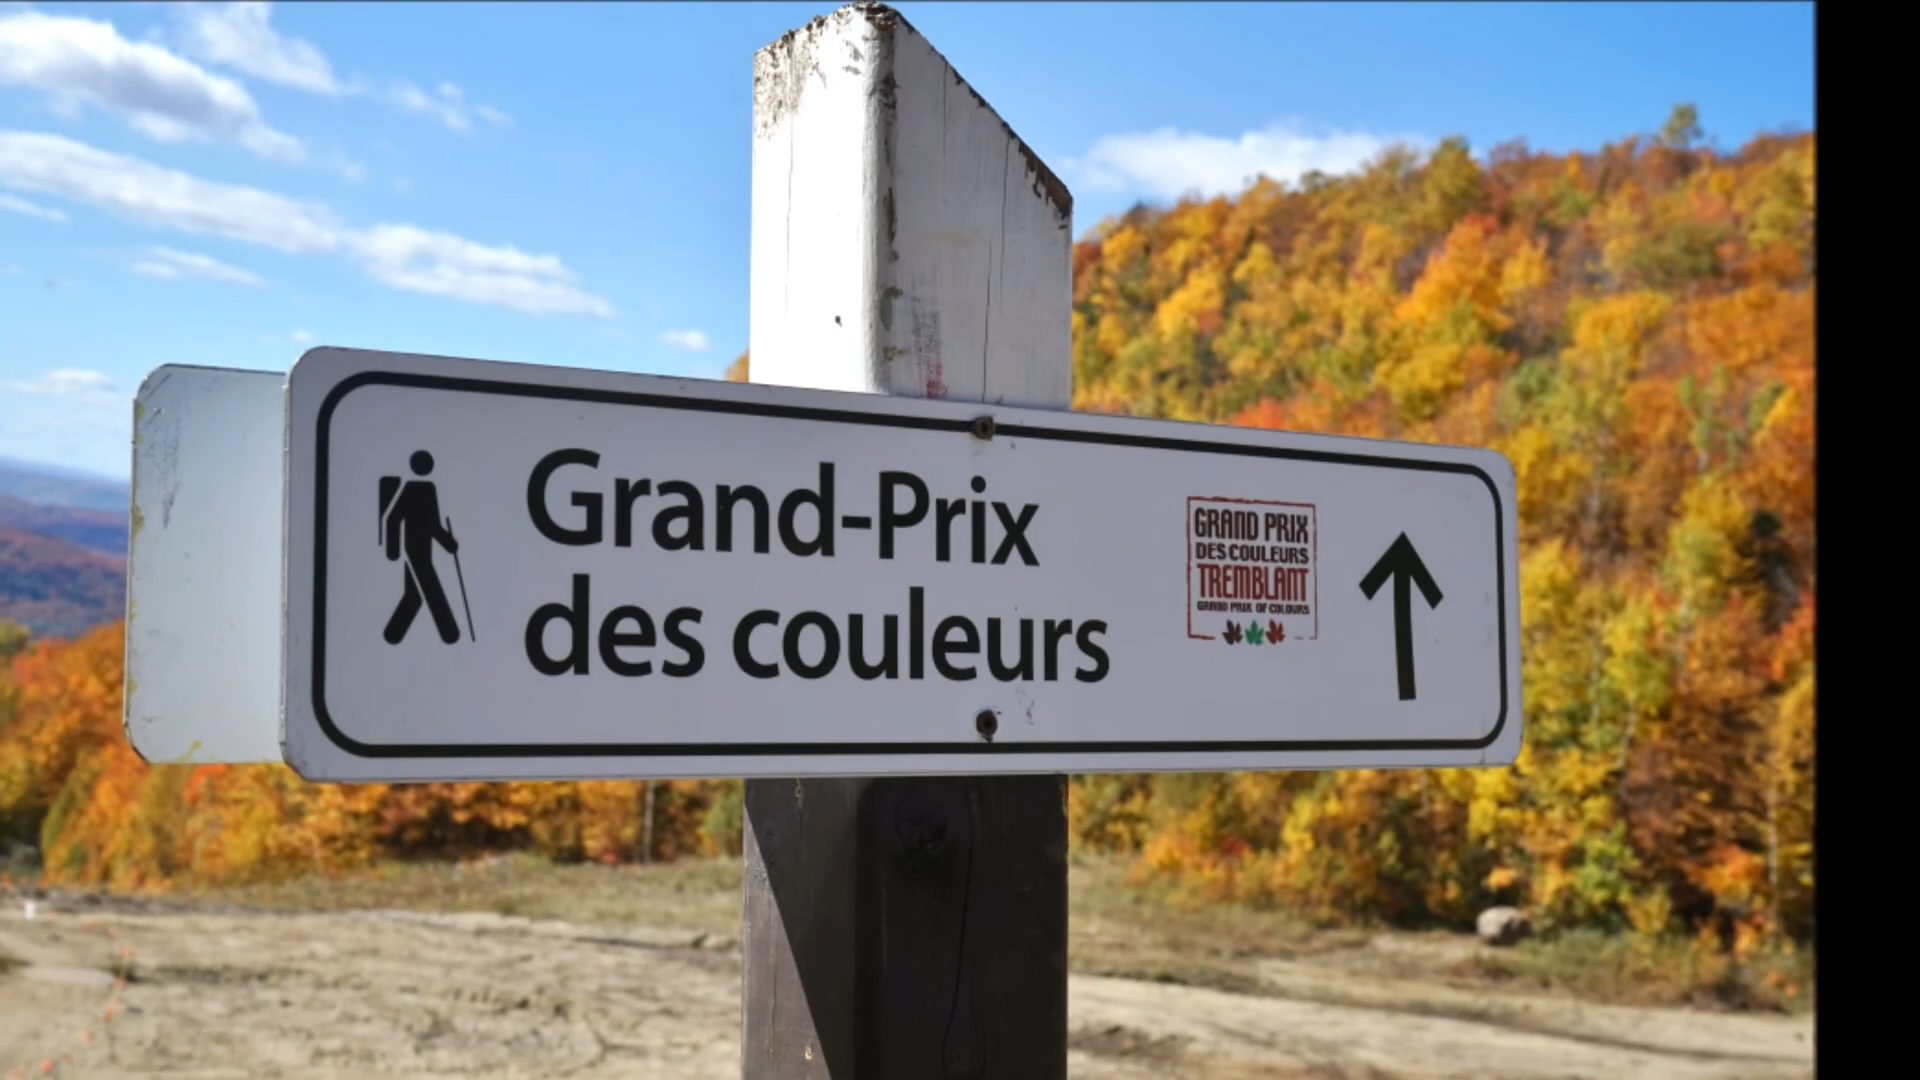 Grand-Prix
des couleurs
GRAND PRIX
DES COULEURS
TREMBLANT
GRAND PRIX OF COLOURS